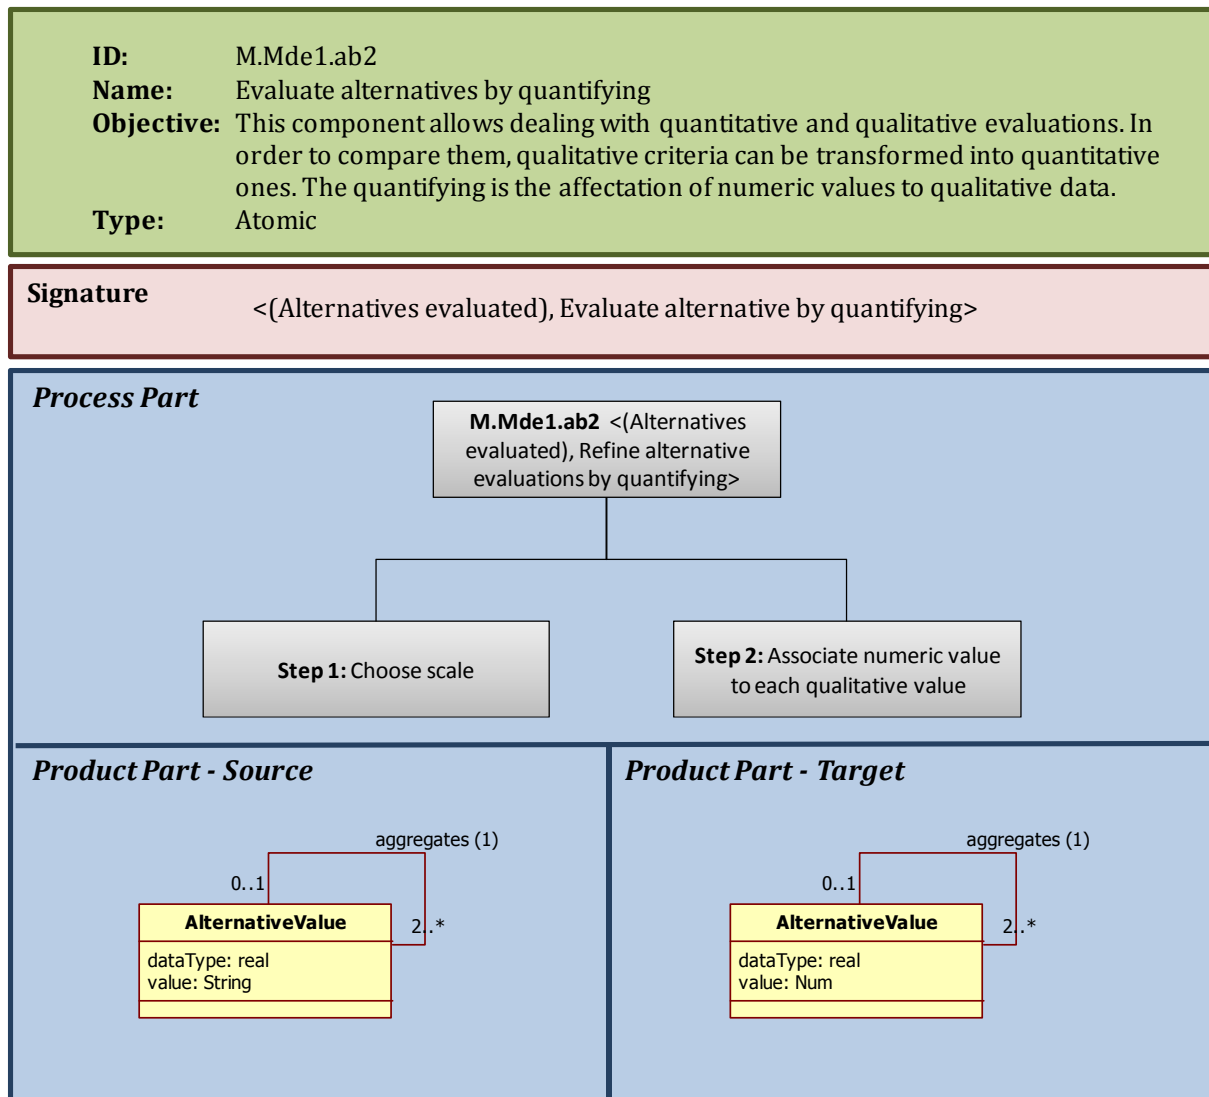 ID: M.Mde1.ab2
Name: Evaluate alternatives by quantifying
Objective: This component allows dealing with quantitative and qualitative evaluations. In
order to compare them, qualitative criteria can be transformed into quantitative
ones. The quantifying is the affectation of numeric values to qualitative data.
Type: Atomic
Signature
<(Alternatives evaluated), Evaluate alternative by quantifying>
Process Part
M.Mde1.ab2 <(Alternatives
evaluated), Refine alternative
evaluations by quantifying>
Step 1: Choose scale
Step 2: Associate numeric value
to each qualitative value
Product Part - Source
aggregates (1)
0..1
AlternativeValue
2..*
dataType: real
value: String
Product Part - Target
aggregates (1)
0..1
AlternativeValue
2..*
dataType: real
value: Num